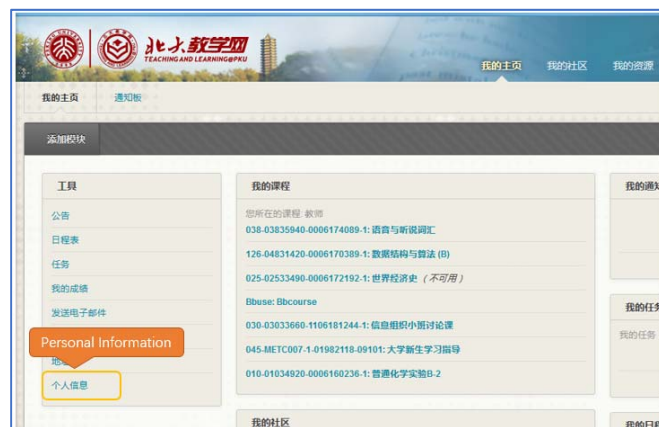 北大教学网
TEACHING AND LEARNING@PKU
我的主页
我的社区
我的资源
我的主页
通知板
添加模块
工具
公告
日程表
任务
我的成绩
发送电子邮件
Personal Information
个人信息
我的课程
您所在的课程: 教师
038-03835940-0006174089-1: 语音与听说词汇
126-04831420-0006170389-1: 数据结构与算法 (B)
025-02533490-0006172192-1: 世界经济史 (不可用)
Bbuse: Bbcourse
030-03033660-1106181244-1: 信息组织小班讨论课
045-METC007-1-01982118-09101: 大学新生学习指导
010-01034920-0006160236-1: 普通化学实验B-2
我的社区
我的通知
我的任务
我的任务
我的日程